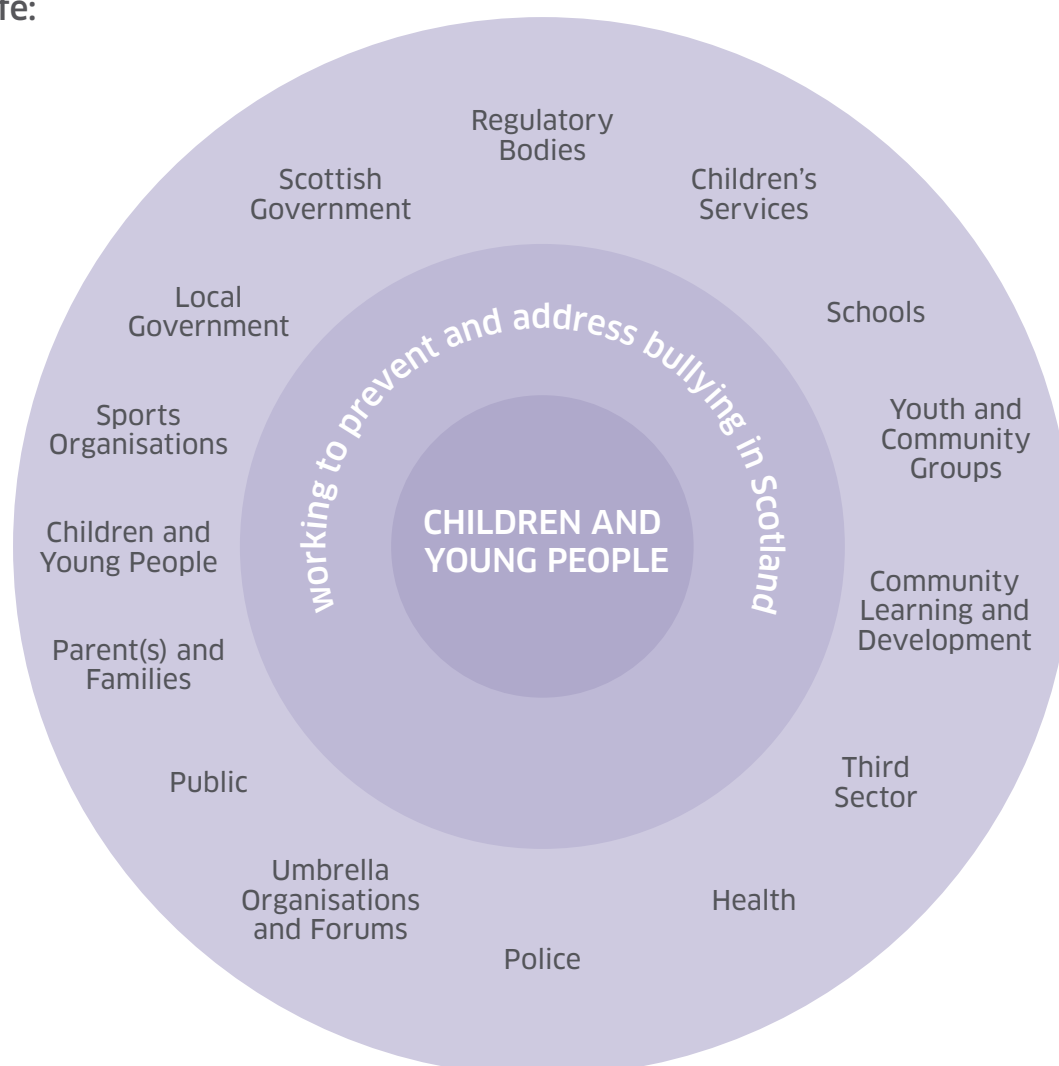 Regulatory
Bodies
Scottish
Government
Children's
Services
Local
Government
Schools
Sports
Organisations
Youth and
Community
Groups
working to prevent and address bullying in Scotland
CHILDREN AND
YOUNG PEOPLE
Children and
Young People
Community
Learning and
Development
Parent(s) and
Families
Public
Third
Sector
Umbrella
Organisations
and Forums
Health
Police